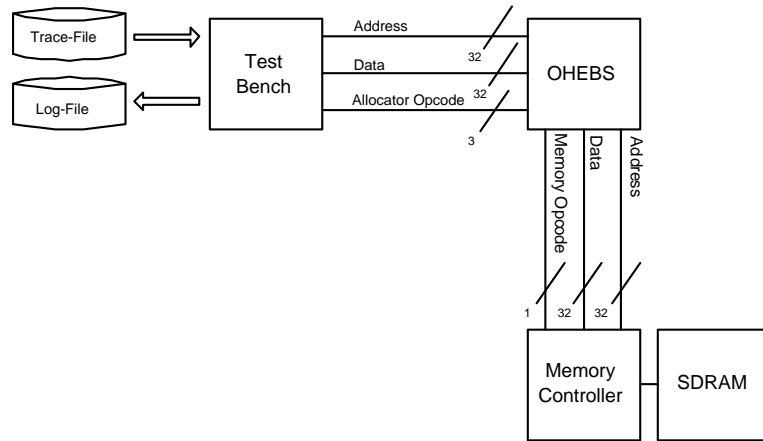 Trace-File
Log-File
Test
Bench
Address
32
Data
32
Allocator Opcode
3
OHEBS
Memory Opcode
Data
Address
1
32
32
Memory
Controller
SDRAM